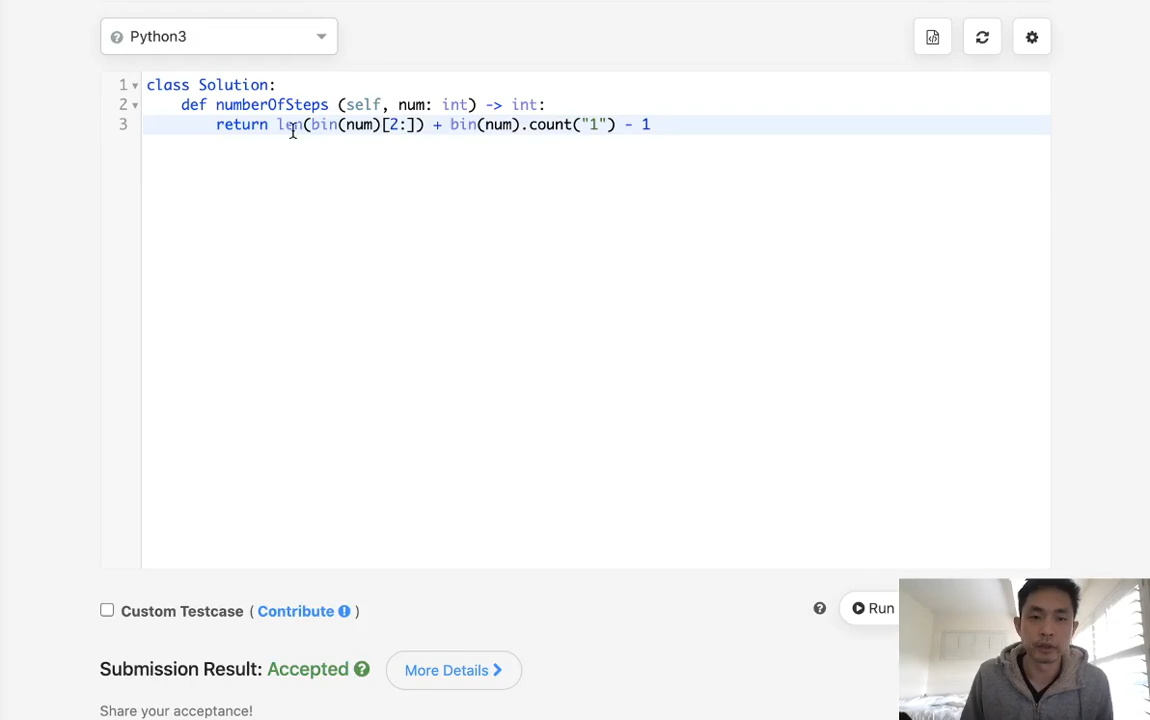 Python3
1 class Solution:
2 def numberOfSteps (self, num: int) -> int:
3 return len(bin(num)[2:]) + bin(num).count("1") - 1
Custom Testcase ( Contribute )
Run
Submission Result: Accepted
More Details
Share your acceptance!